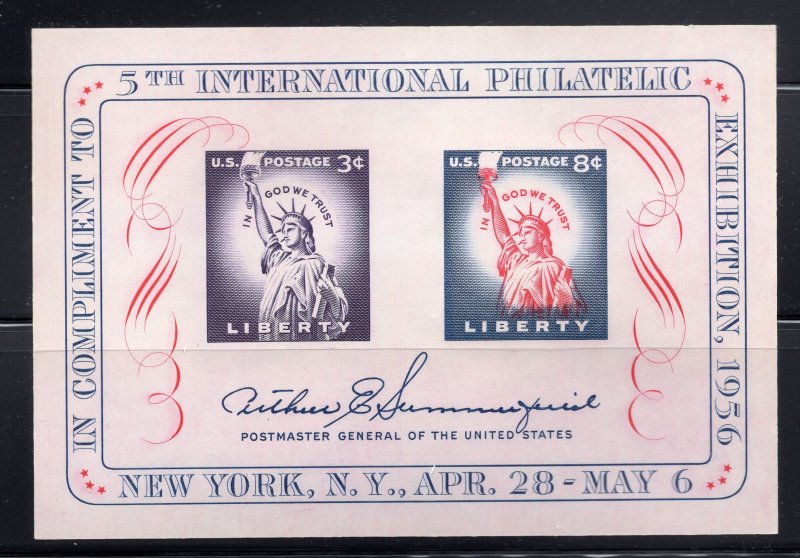 IN COMPLIMENT TO
5TH INTERNATIONAL PHILATELIC
EXHIBITION, 1956
U.S. POSTAGE 3¢
IN GOD WE TRUST
LIBERTY
U.S. POSTAGE 8¢
IN GOD WE TRUST
LIBERTY
Arthur E Summerfield
POSTMASTER GENERAL OF THE UNITED STATES
NEW YORK, N.Y., APR. 28-MAY 6